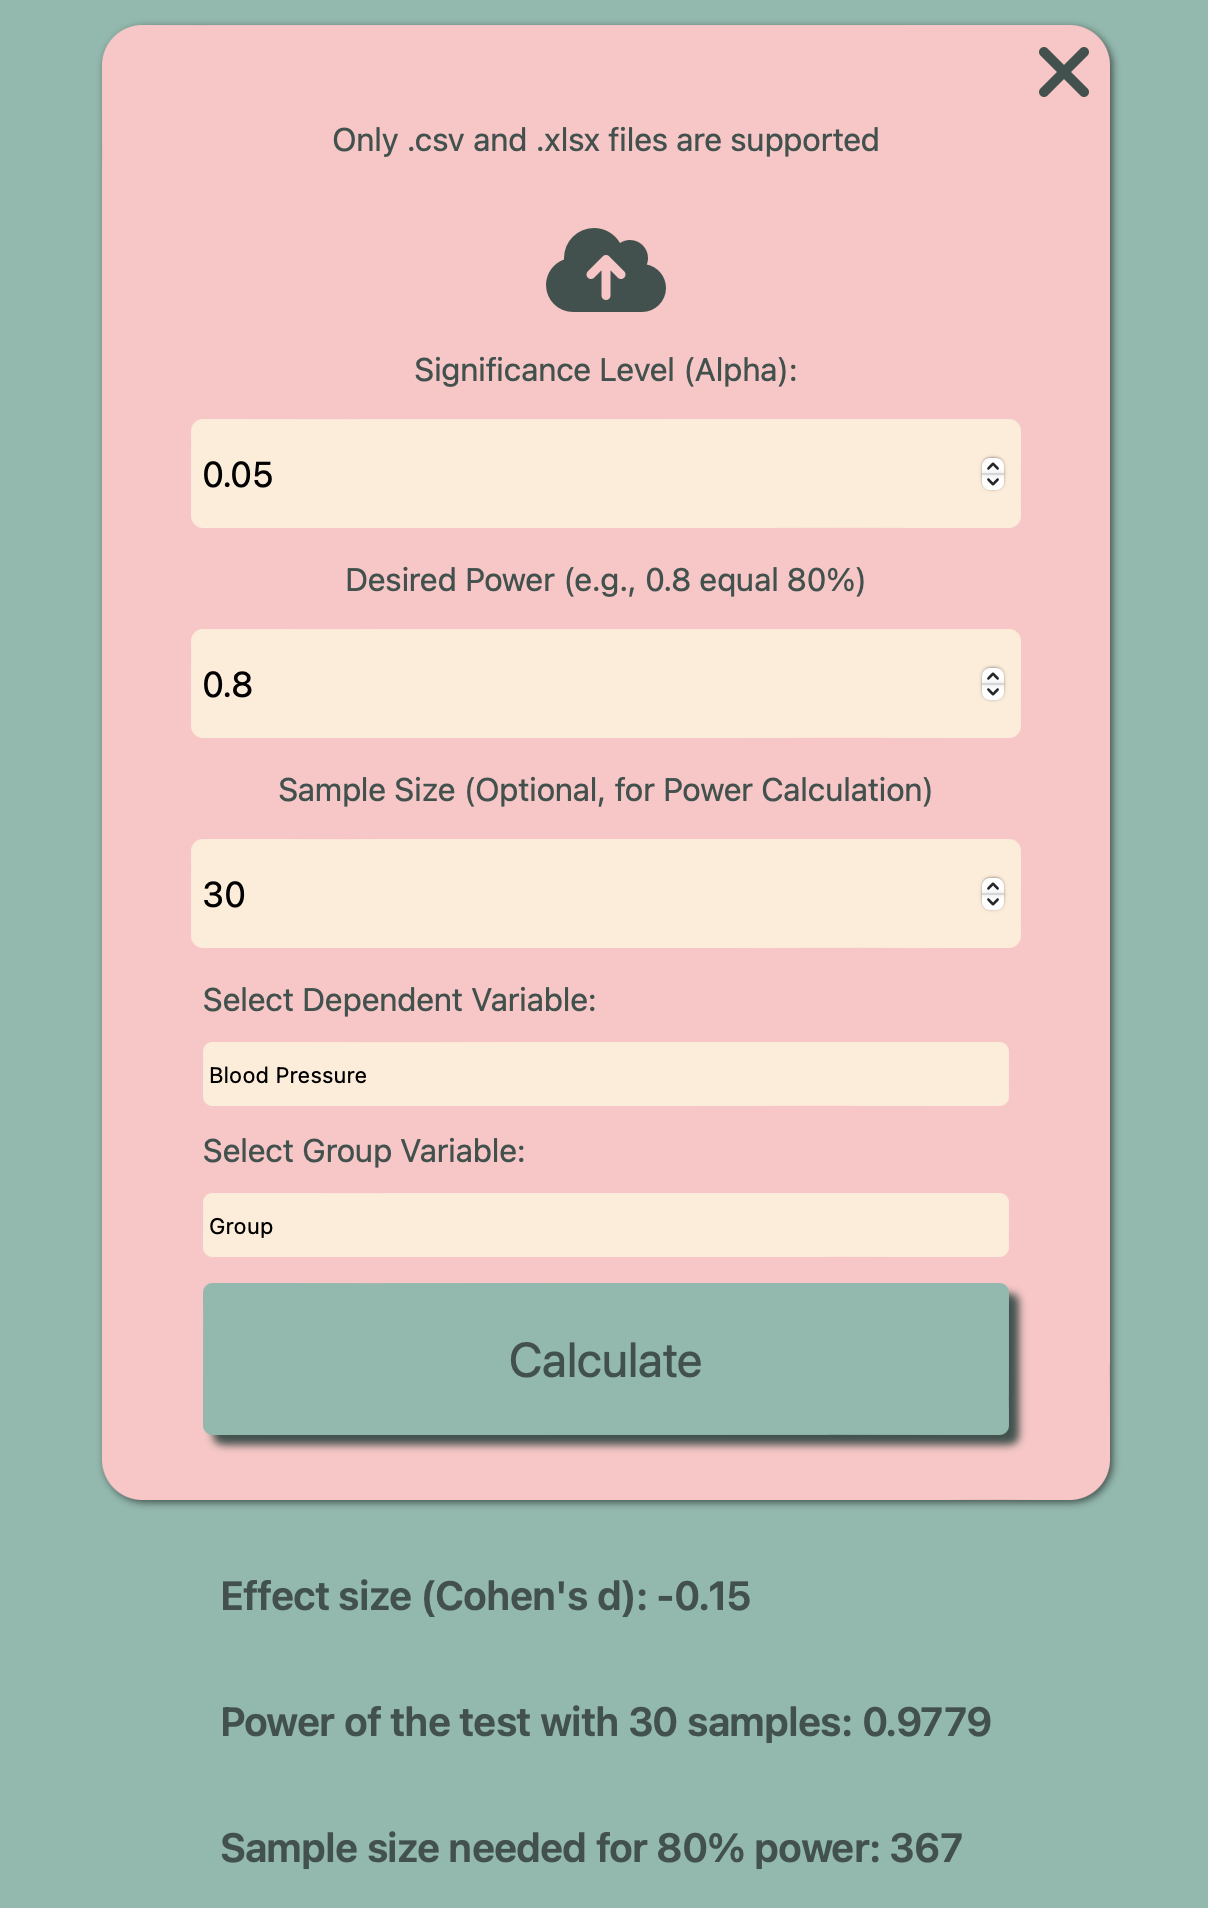 Only .csv and .xlsx files are supported
Significance Level (Alpha):
0.05
Desired Power (e.g., 0.8 equal 80%)
0.8
Sample Size (Optional, for Power Calculation)
30
Select Dependent Variable:
Blood Pressure
Select Group Variable:
Group
Calculate
Effect size (Cohen's d): -0.15
Power of the test with 30 samples: 0.9779
Sample size needed for 80% power: 367